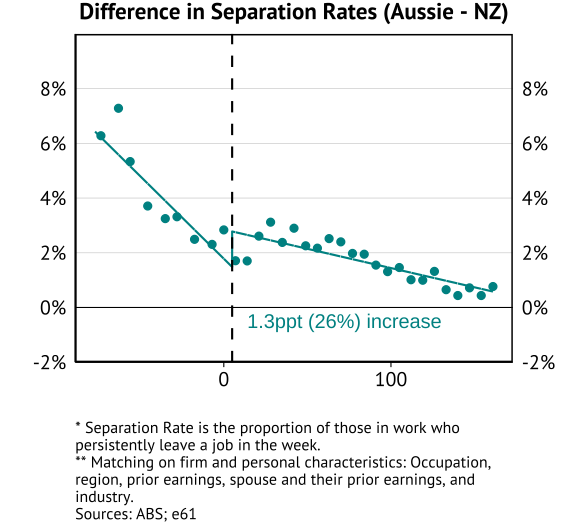 Difference in Separation Rates (Aussie - NZ)
8% 8%
6% 6%
4% 4%
2% 2%
0% 0%
1.3ppt (26%) increase
-2% -2%
0 100
* Separation Rate is the proportion of those in work who
persistently leave a job in the week.
** Matching on firm and personal characteristics: Occupation,
region, prior earnings, spouse and their prior earnings, and
industry.
Sources: ABS; e61